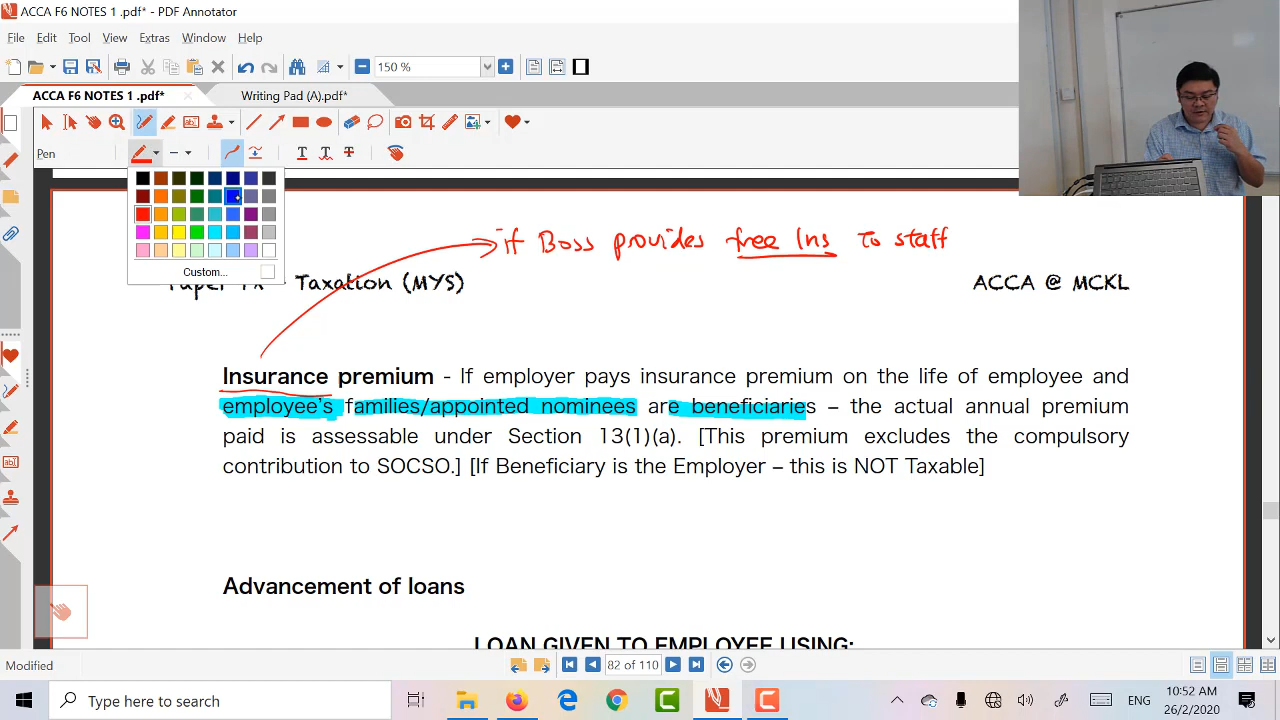 ACCA F6 NOTES 1 .pdf* - PDF Annotator
File Edit Tool View Extras Window Help
150 %
ACCA F6 NOTES 1 .pdf* Writing Pad (A).pdf*
Pen
Custom...
if Boss provides free Ins to staff
Taxation (MYS) ACCA @ MCKL
Insurance premium - If employer pays insurance premium on the life of employee and
employee's families/appointed nominees are beneficiaries – the actual annual premium
paid is assessable under Section 13(1)(a). [This premium excludes the compulsory
contribution to SOCSO.] [If Beneficiary is the Employer – this is NOT Taxable]
Advancement of loans
LOAN GIVEN TO EMPLOYEE USING:
Modified 82 of 110
Type here to search ENG 10:52 AM
26/2/2020